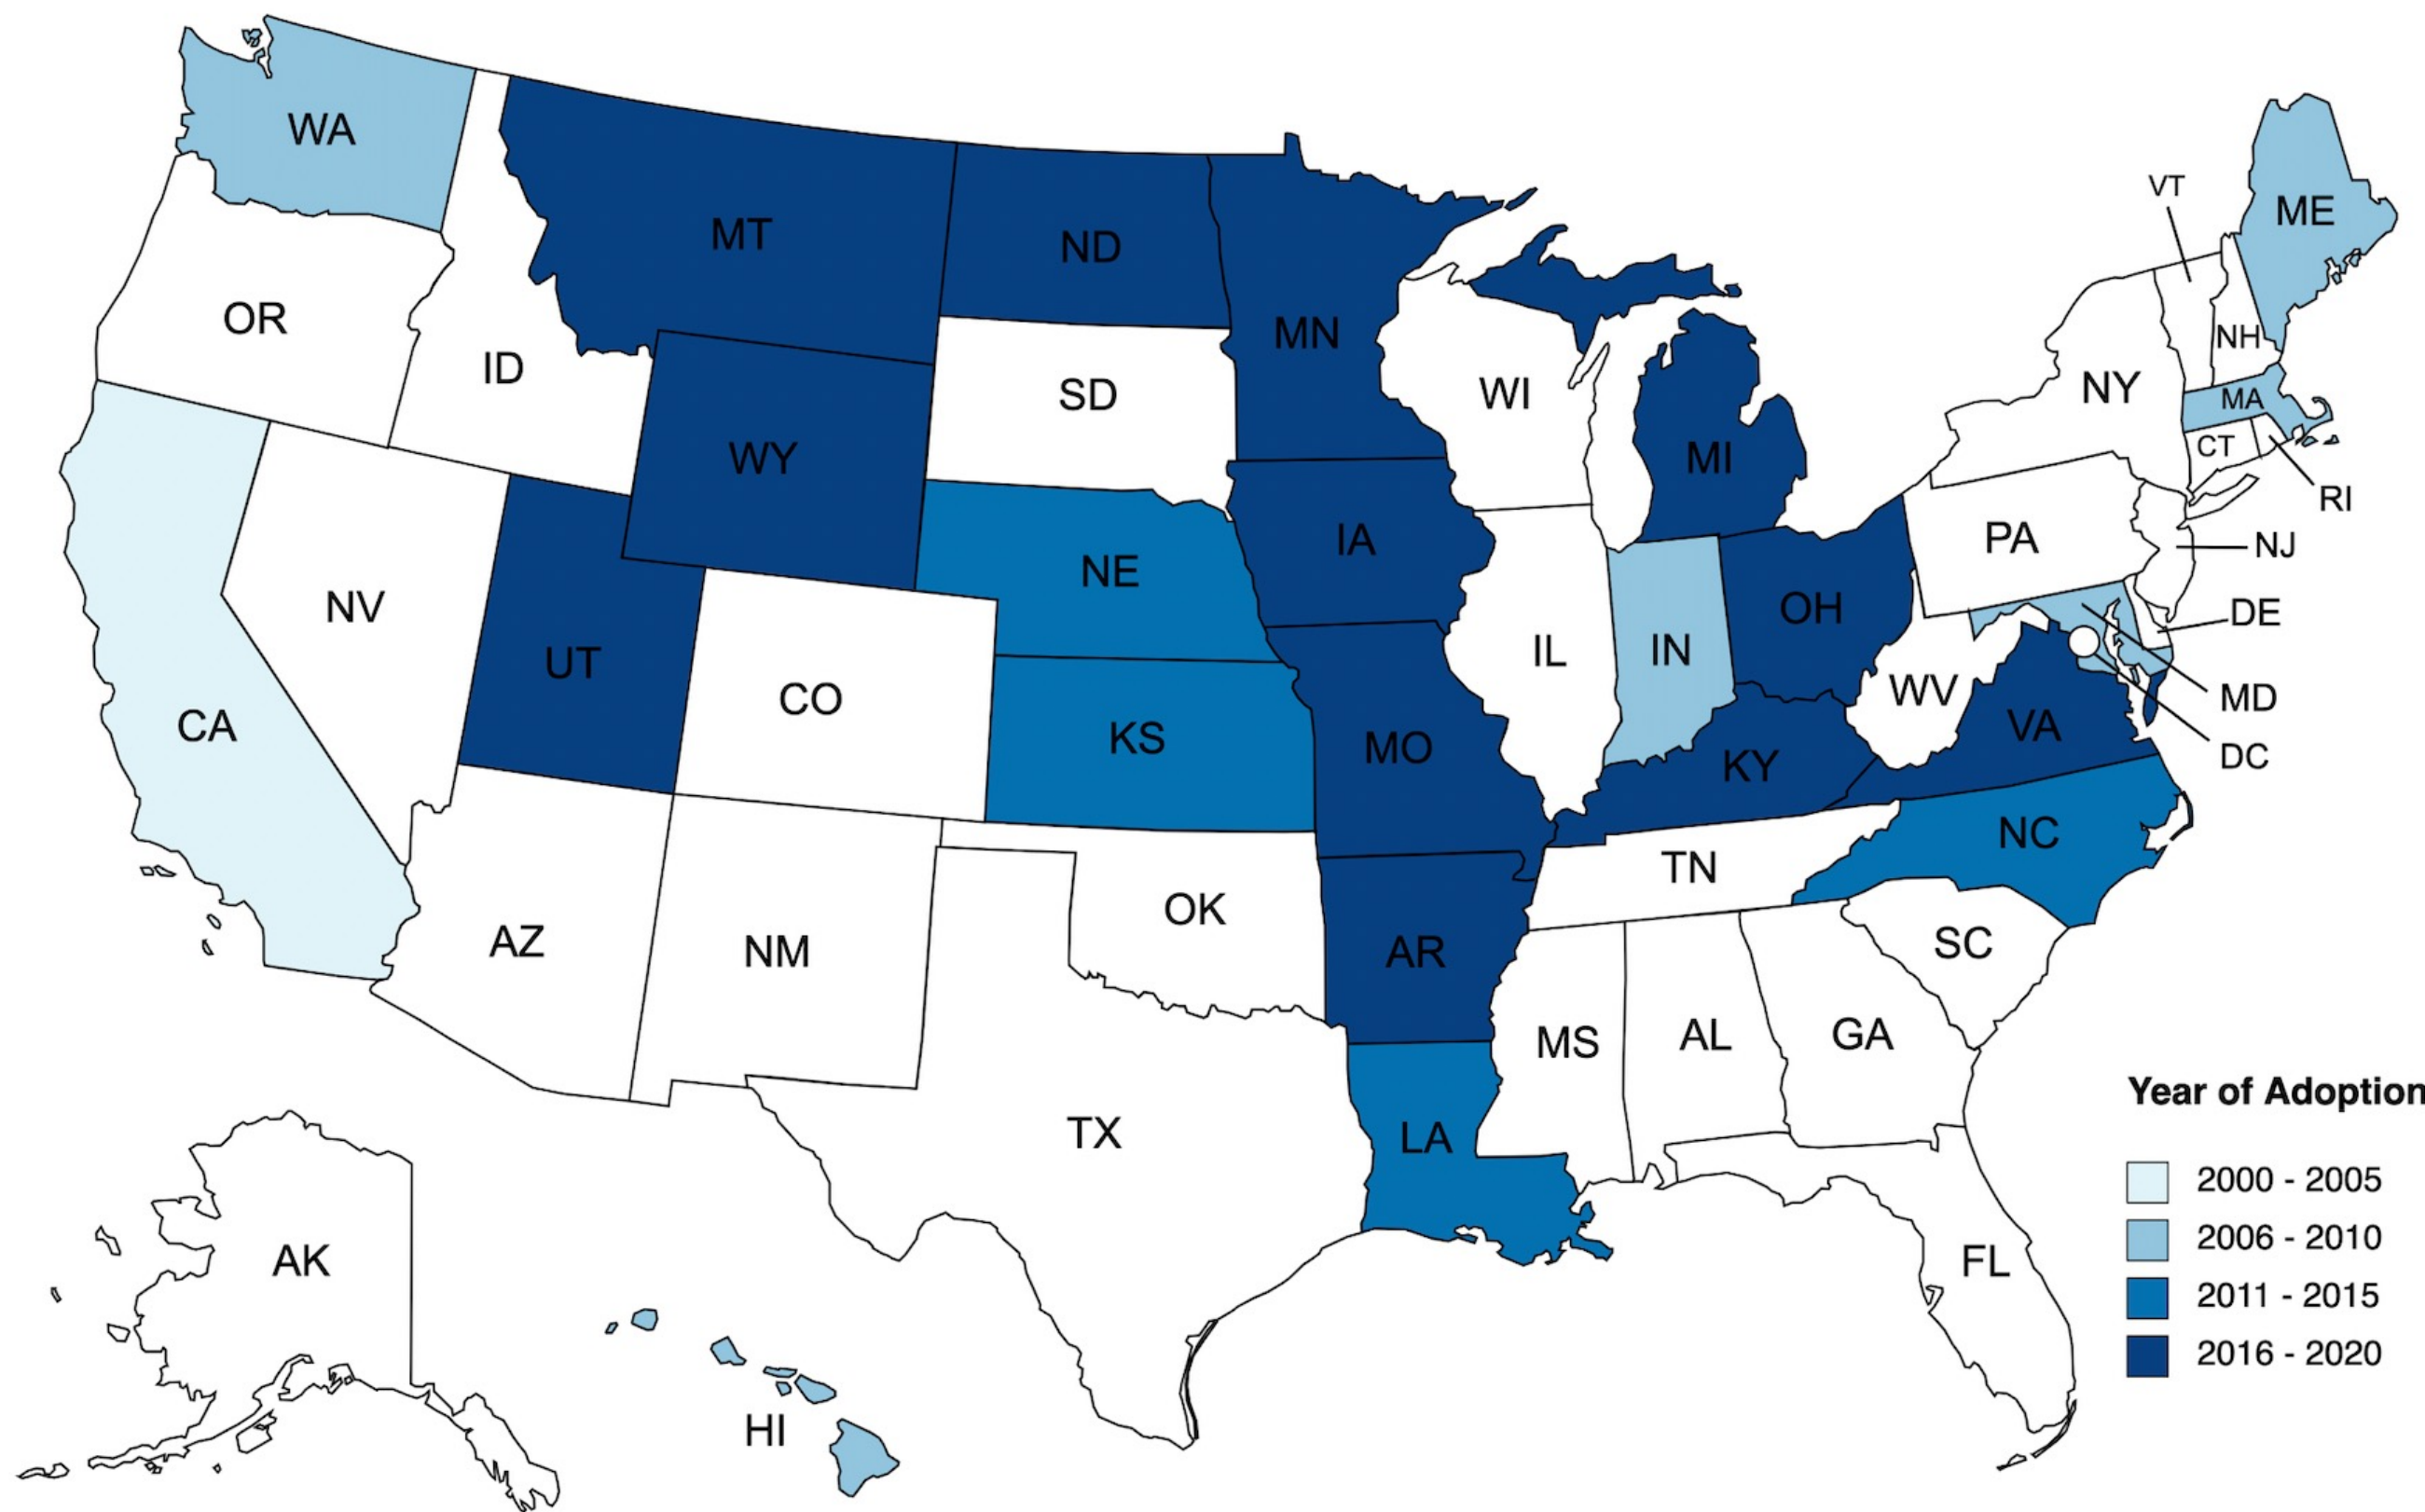 WA
MT
ND
MN
VT
ME
OR
ID
WY
SD
WI
MI
NY
NH
MA
CT
RI
NV
UT
CO
NE
IA
IL
IN
OH
PA
NJ
DE
MD
DC
CA
KS
MO
KY
WV
VA
AZ
NM
OK
AR
TN
NC
SC
TX
LA
MS
AL
GA
FL
AK
HI
Year of Adoption
2000 - 2005
2006 - 2010
2011 - 2015
2016 - 2020